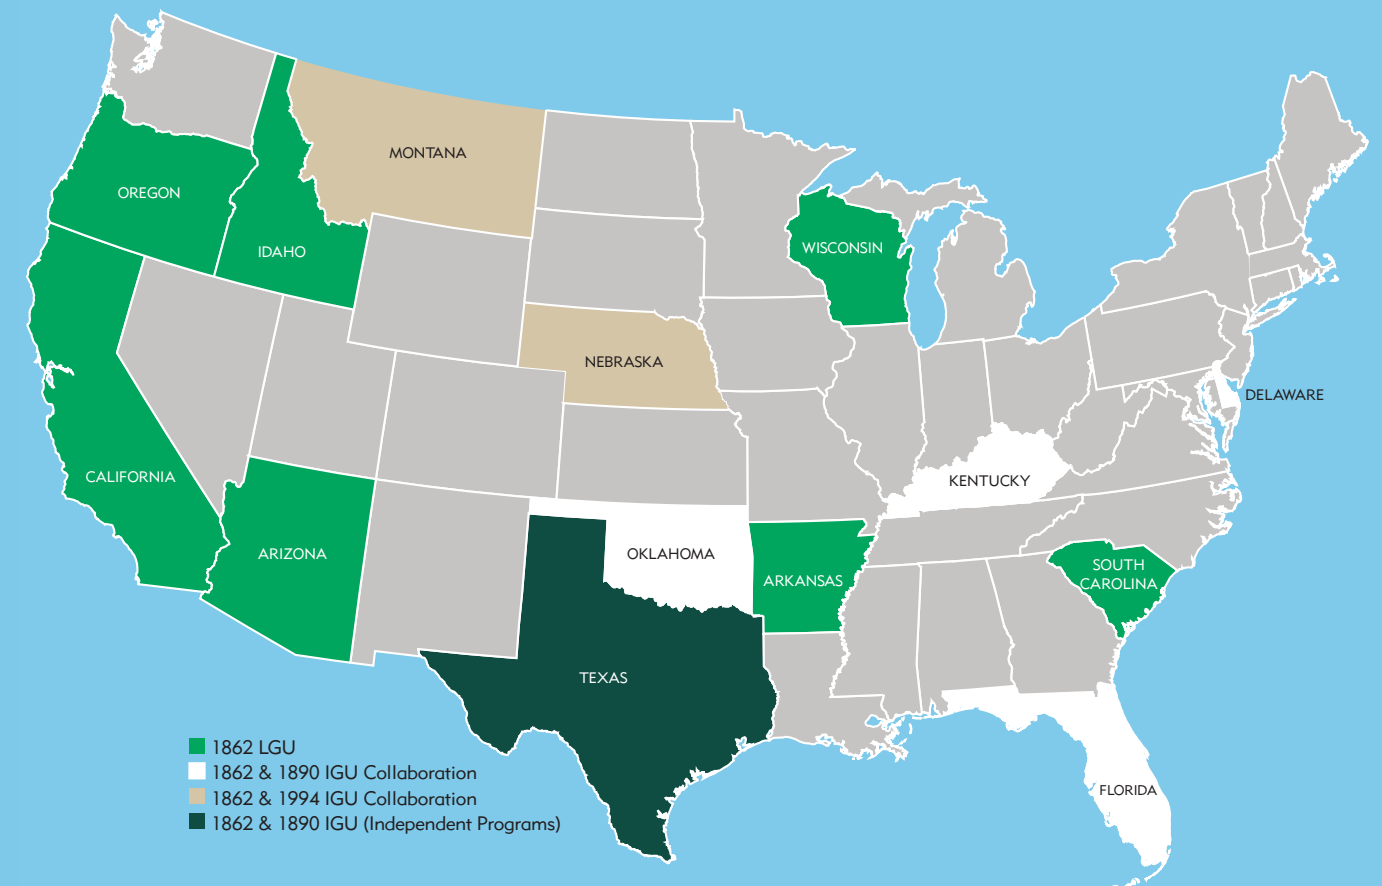 MONTANA
OREGON
IDAHO
WISCONSIN
NEBRASKA
DELAWARE
CALIFORNIA
KENTUCKY
ARIZONA
OKLAHOMA
ARKANSAS
SOUTH
CAROLINA
TEXAS
FLORIDA
1862 LGU
1862 & 1890 IGU Collaboration
1862 & 1994 IGU Collaboration
1862 & 1890 IGU (Independent Programs)